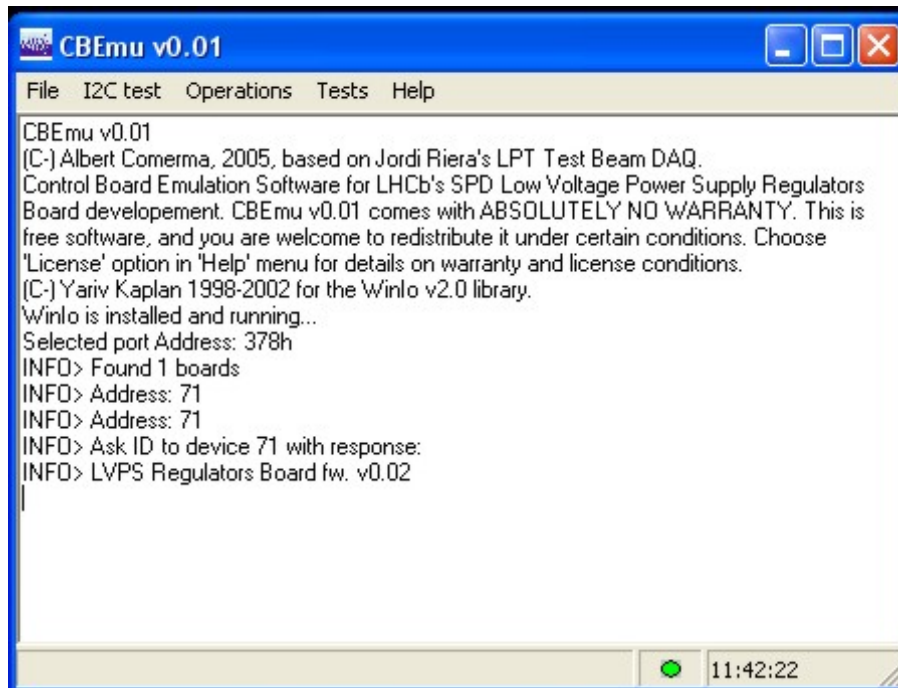 CBEmu v0.01
File I2C test Operations Tests Help
CBEmu v0.01
(C-) Albert Comerma, 2005, based on Jordi Riera's LPT Test Beam DAQ.
Control Board Emulation Software for LHCb's SPD Low Voltage Power Supply Regulators
Board developement. CBEmu v0.01 comes with ABSOLUTELY NO WARRANTY. This is
free software, and you are welcome to redistribute it under certain conditions. Choose
'License' option in 'Help' menu for details on warranty and license conditions.
(C-) Yariv Kaplan 1998-2002 for the WinIo v2.0 library.
WinIo is installed and running...
Selected port Address: 378h
INFO> Found 1 boards
INFO> Address: 71
INFO> Address: 71
INFO> Ask ID to device 71 with response:
INFO> LVPS Regulators Board fw. v0.02
11:42:22